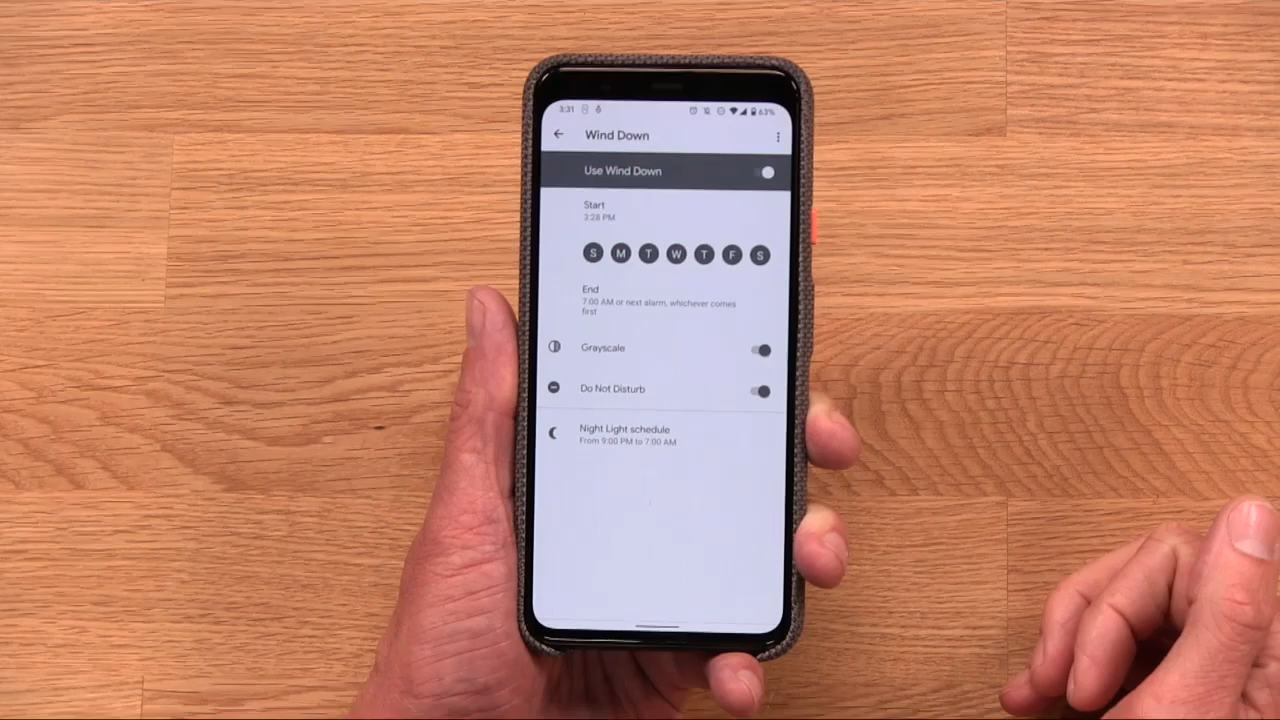 3:31 63%
Wind Down
Use Wind Down
Start
3:28 PM
S M T W T F S
End
7:00 AM or next alarm, whichever comes
first
Grayscale
Do Not Disturb
Night Light schedule
From 9:00 PM to 7:00 AM